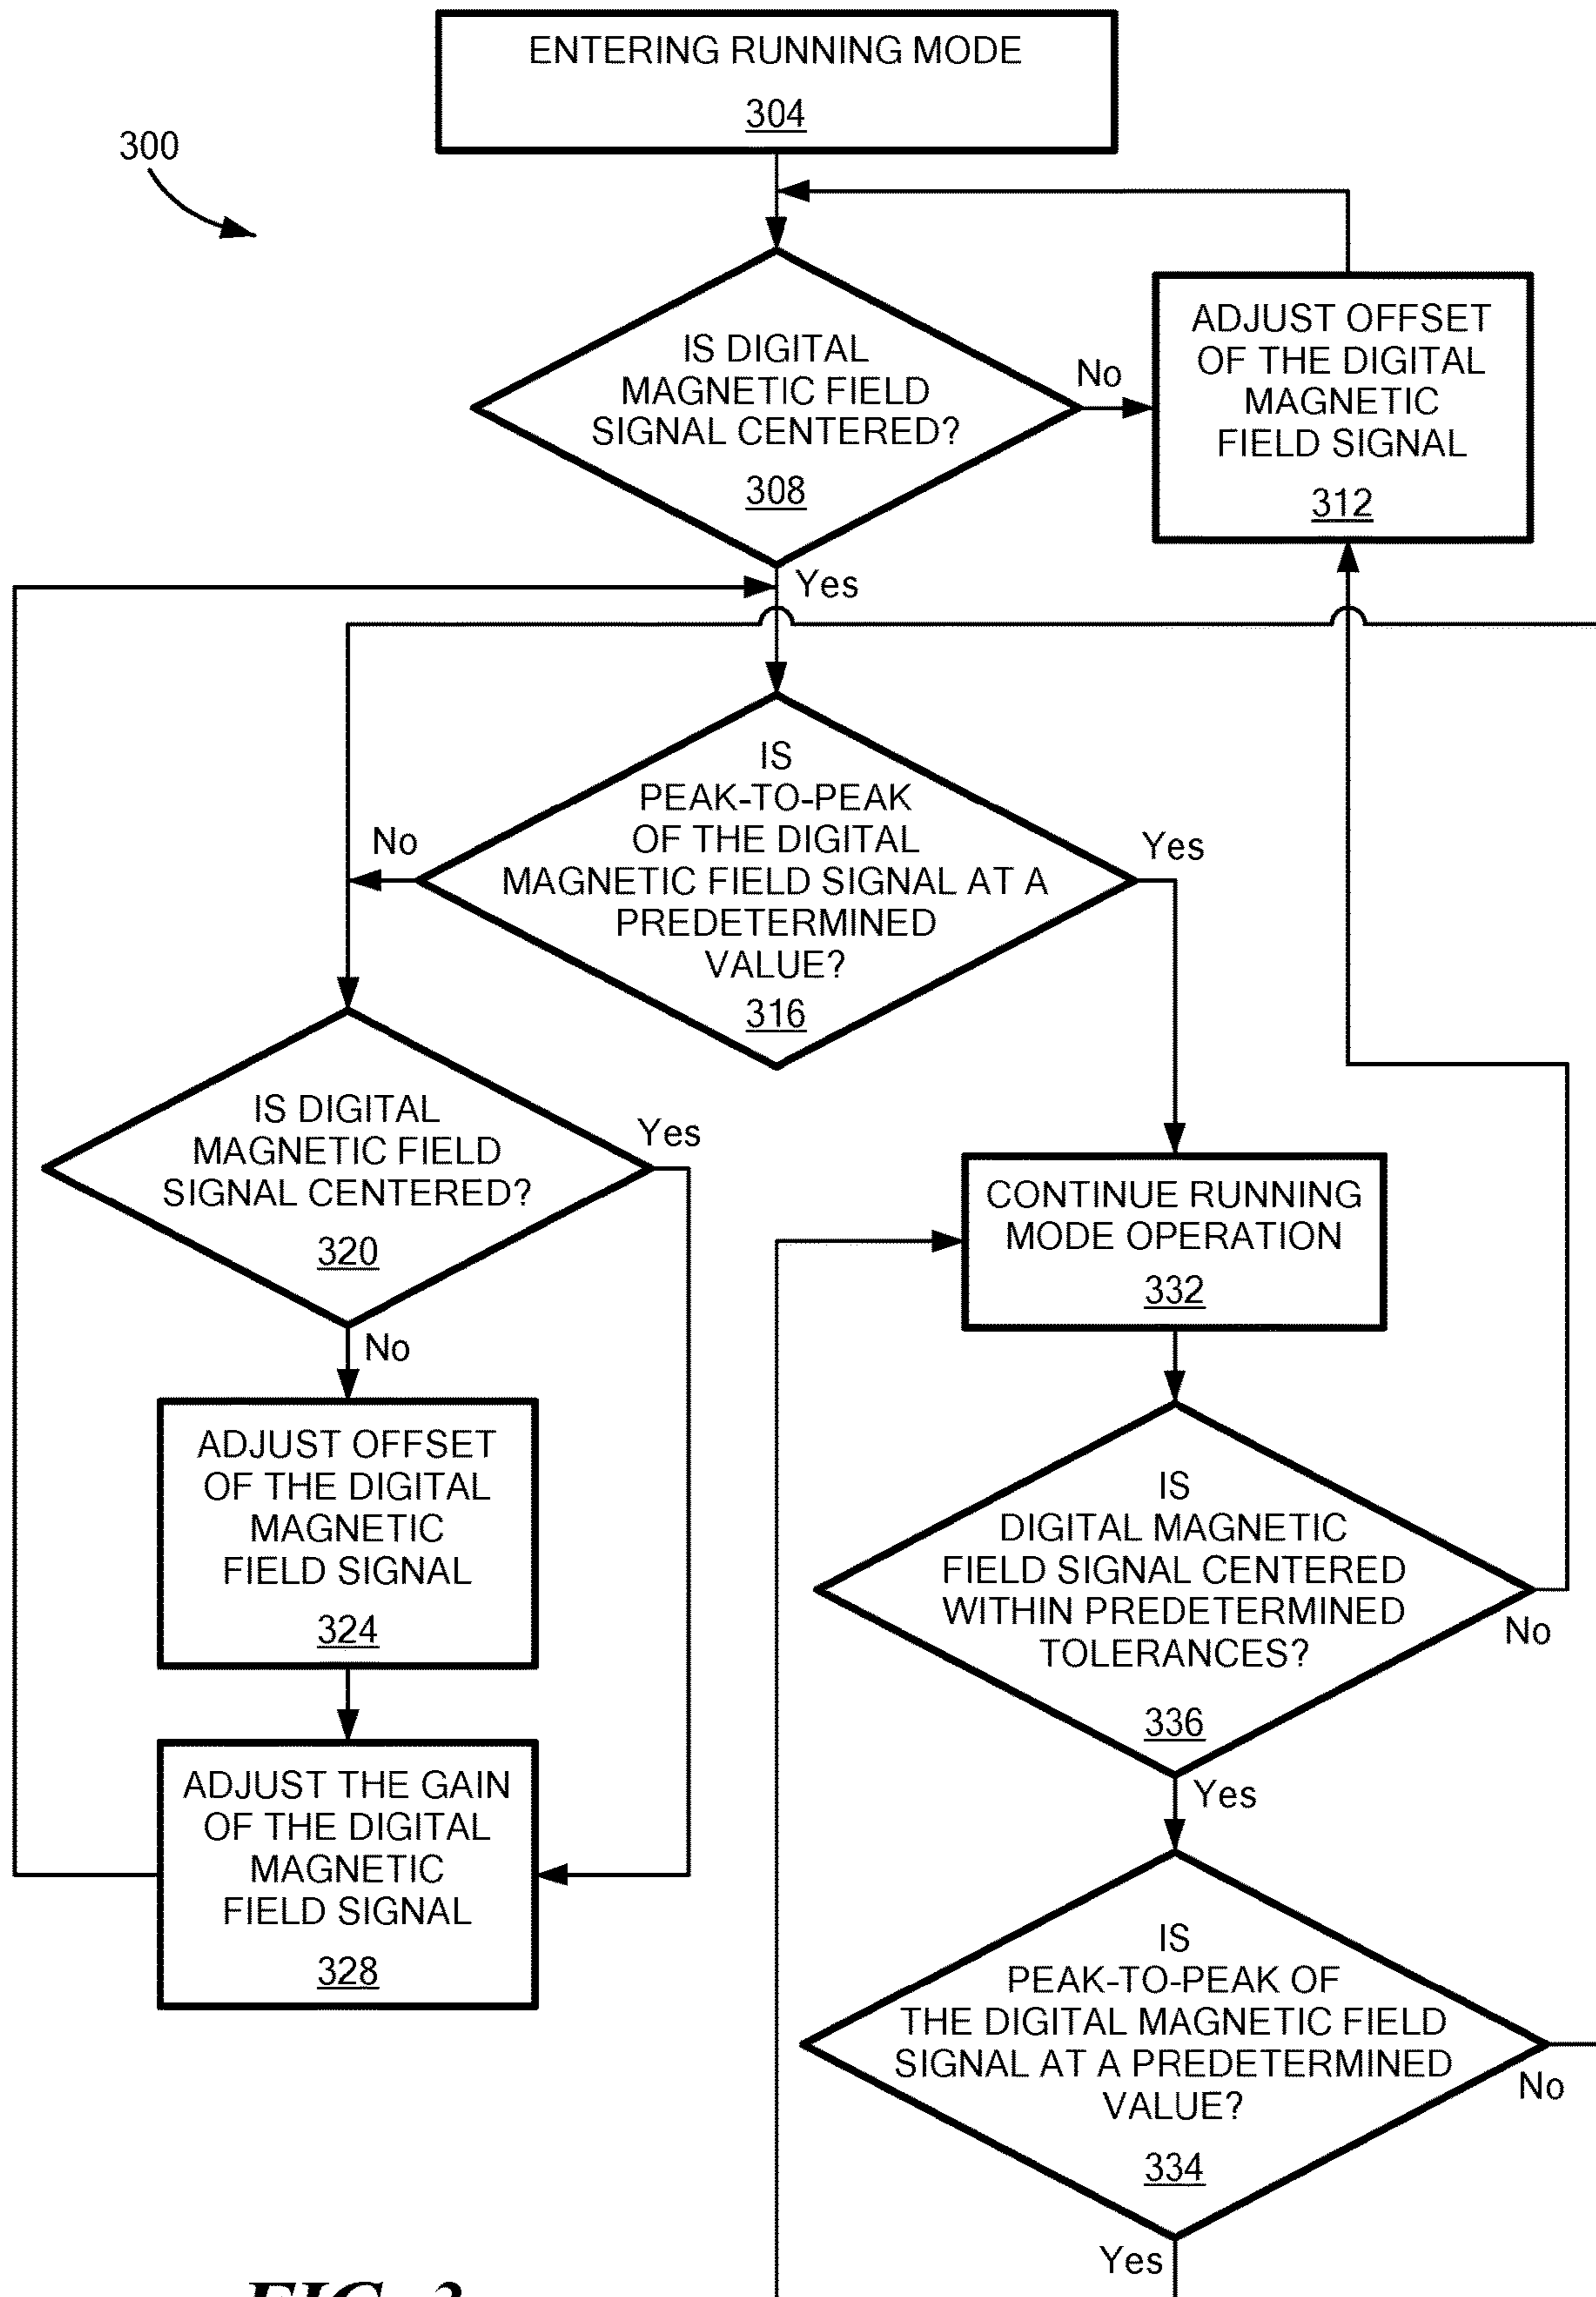 ENTERING RUNNING MODE
304
300
IS DIGITAL
MAGNETIC FIELD
SIGNAL CENTERED?
308
No
ADJUST OFFSET
OF THE DIGITAL
MAGNETIC
FIELD SIGNAL
312
Yes
IS
PEAK-TO-PEAK
OF THE DIGITAL
MAGNETIC FIELD SIGNAL AT A
PREDETERMINED
VALUE?
316
No
Yes
IS DIGITAL
MAGNETIC FIELD
SIGNAL CENTERED?
320
Yes
No
ADJUST OFFSET
OF THE DIGITAL
MAGNETIC
FIELD SIGNAL
324
ADJUST THE GAIN
OF THE DIGITAL
MAGNETIC
FIELD SIGNAL
328
CONTINUE RUNNING
MODE OPERATION
332
IS
DIGITAL MAGNETIC
FIELD SIGNAL CENTERED
WITHIN PREDETERMINED
TOLERANCES?
336
No
Yes
IS
PEAK-TO-PEAK OF
THE DIGITAL MAGNETIC FIELD
SIGNAL AT A PREDETERMINED
VALUE?
334
No
Yes
FIG. 3